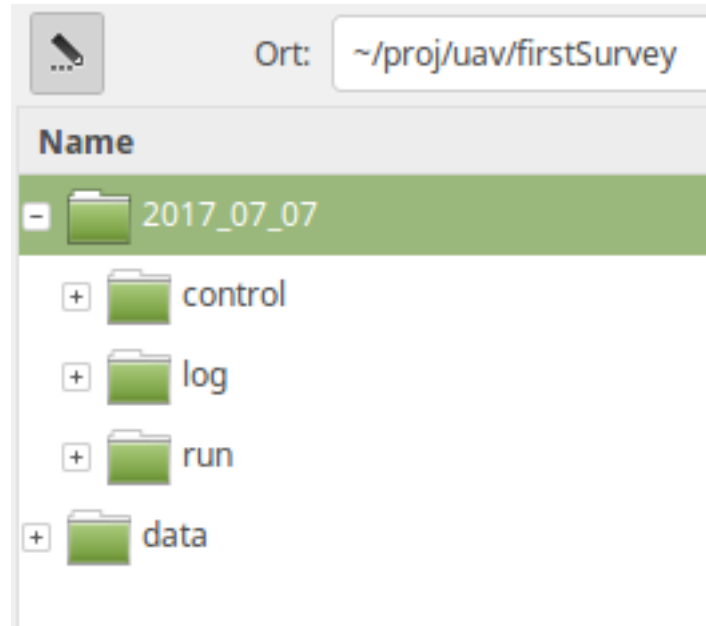 Ort: ~/proj/uav/firstSurvey
Name
2017_07_07
control
log
run
data